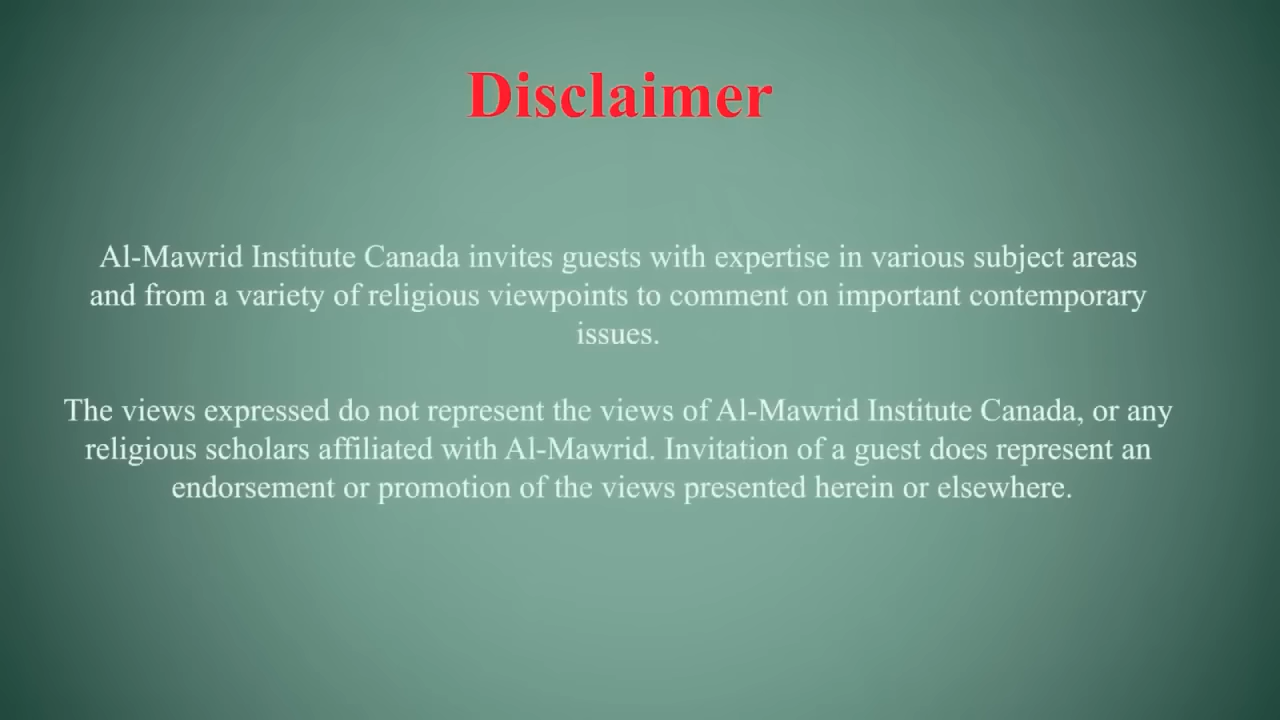 Disclaimer
Al-Mawrid Institute Canada invites guests with expertise in various subject areas
and from a variety of religious viewpoints to comment on important contemporary
issues.
The views expressed do not represent the views of Al-Mawrid Institute Canada, or any
religious scholars affiliated with Al-Mawrid. Invitation of a guest does represent an
endorsement or promotion of the views presented herein or elsewhere.